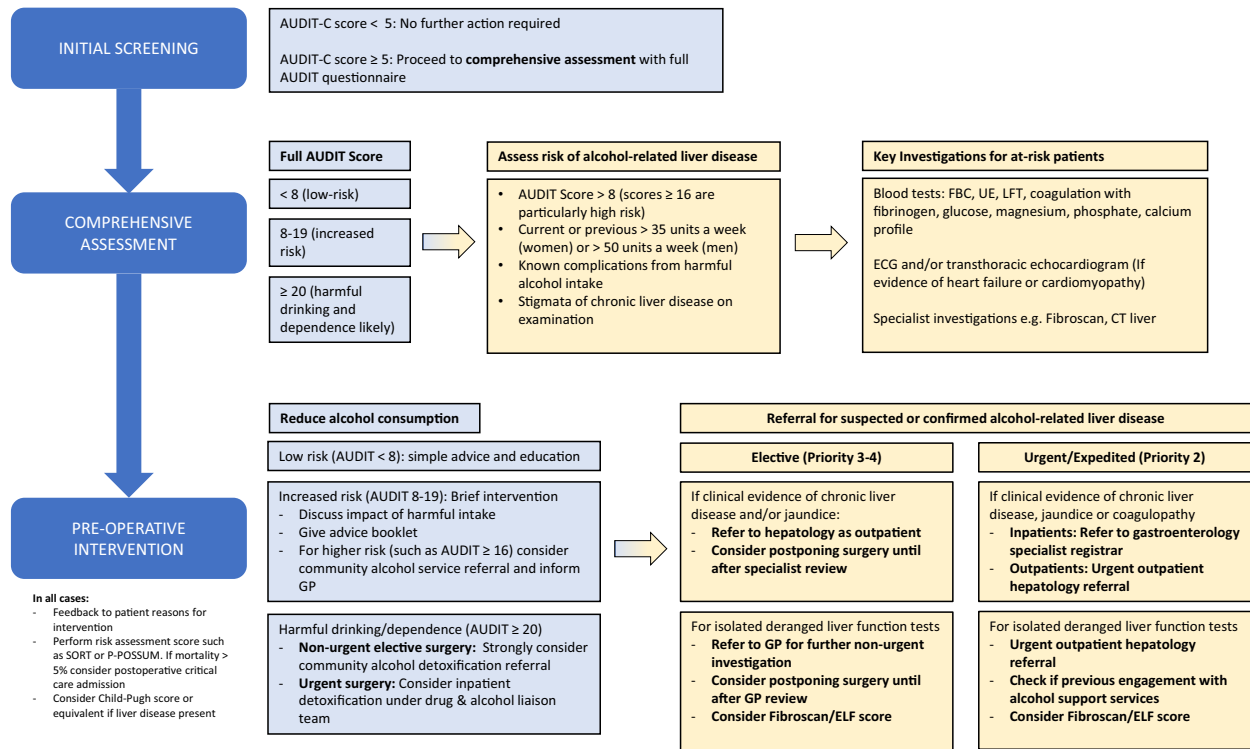 INITIAL SCREENING
AUDIT-C score < 5: No further action required
AUDIT-C score ≥ 5: Proceed to comprehensive assessment with full
AUDIT questionnaire
COMPREHENSIVE
ASSESSMENT
Full AUDIT Score
< 8 (low-risk)
8-19 (increased
risk)
≥ 20 (harmful
drinking and
dependence likely)
Assess risk of alcohol-related liver disease
• AUDIT Score > 8 (scores ≥ 16 are
particularly high risk)
• Current or previous > 35 units a week
(women) or > 50 units a week (men)
• Known complications from harmful
alcohol intake
• Stigmata of chronic liver disease on
examination
Key Investigations for at-risk patients
Blood tests: FBC, UE, LFT, coagulation with
fibrinogen, glucose, magnesium, phosphate, calcium
profile
ECG and/or transthoracic echocardiogram (If
evidence of heart failure or cardiomyopathy)
Specialist investigations e.g. Fibroscan, CT liver
PRE-OPERATIVE
INTERVENTION
In all cases:
- Feedback to patient reasons for
intervention
- Perform risk assessment score such
as SORT or P-POSSUM. If mortality >
5% consider postoperative critical
care admission
- Consider Child-Pugh score or
equivalent if liver disease present
Reduce alcohol consumption
Low risk (AUDIT < 8): simple advice and education
Increased risk (AUDIT 8-19): Brief intervention
- Discuss impact of harmful intake
- Give advice booklet
- For higher risk (such as AUDIT ≥ 16) consider
community alcohol service referral and inform
GP
Harmful drinking/dependence (AUDIT ≥ 20)
- Non-urgent elective surgery: Strongly consider
community alcohol detoxification referral
- Urgent surgery: Consider inpatient
detoxification under drug & alcohol liaison
team
Referral for suspected or confirmed alcohol-related liver disease
Elective (Priority 3-4)
If clinical evidence of chronic liver
disease and/or jaundice:
- Refer to hepatology as outpatient
- Consider postponing surgery until
after specialist review
For isolated deranged liver function tests
- Refer to GP for further non-urgent
investigation
- Consider postponing surgery until
after GP review
- Consider Fibroscan/ELF score
Urgent/Expedited (Priority 2)
If clinical evidence of chronic liver
disease, jaundice or coagulopathy
- Inpatients: Refer to gastroenterology
specialist registrar
- Outpatients: Urgent outpatient
hepatology referral
For isolated deranged liver function tests
- Urgent outpatient hepatology
referral
- Check if previous engagement with
alcohol support services
- Consider Fibroscan/ELF score